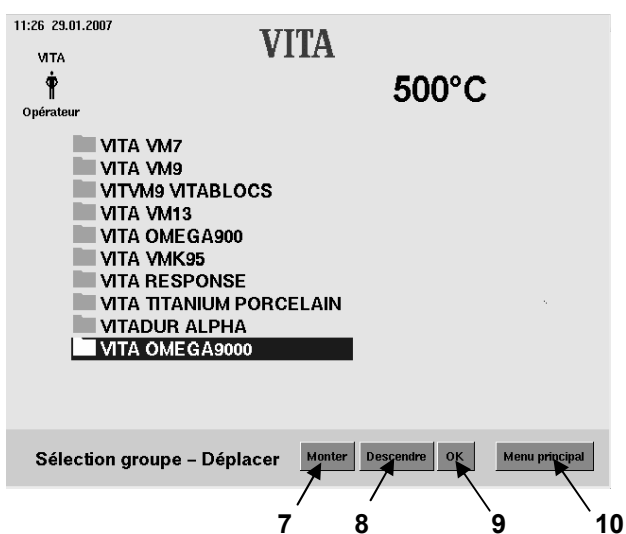 11:26 29.01.2007
VITA
VITA
500°C
Opérateur
VITA VM7
VITA VM9
VITVM9 VITABLOCS
VITA VM13
VITA OMEGA900
VITA VMK95
VITA RESPONSE
VITA TITANIUM PORCELAIN
VITADUR ALPHA
VITA OMEGA9000
Sélection groupe – Déplacer Monter Descendre OK Menu principal
7 8 9 10